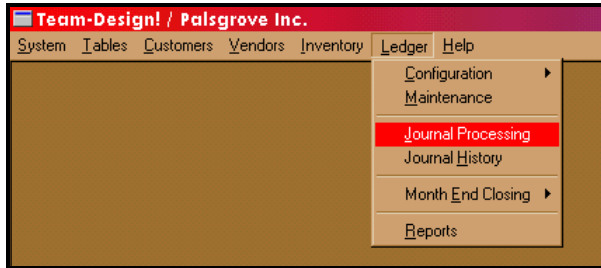 Team-Design! / Palsgrove Inc.
System Tables Customers Vendors Inventory Ledger Help
Configuration
Maintenance
Journal Processing
Journal History
Month End Closing
Reports